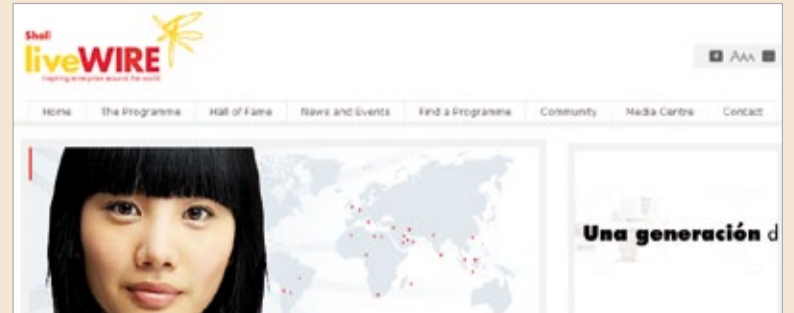 Shell
liveWIRE
inspiring enterprise around the world
AAA
Home The Programme Hall of Fame News and Events Find a Programme Community Media Centre Contact
Una generación d